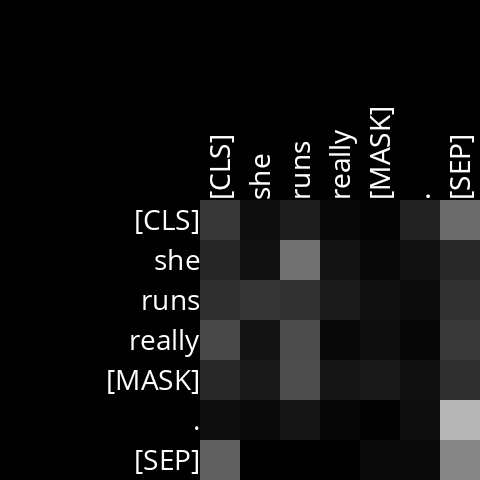 [CLS] she runs really [MASK] . [SEP]
[CLS]
she
runs
really
[MASK]
.
[SEP]